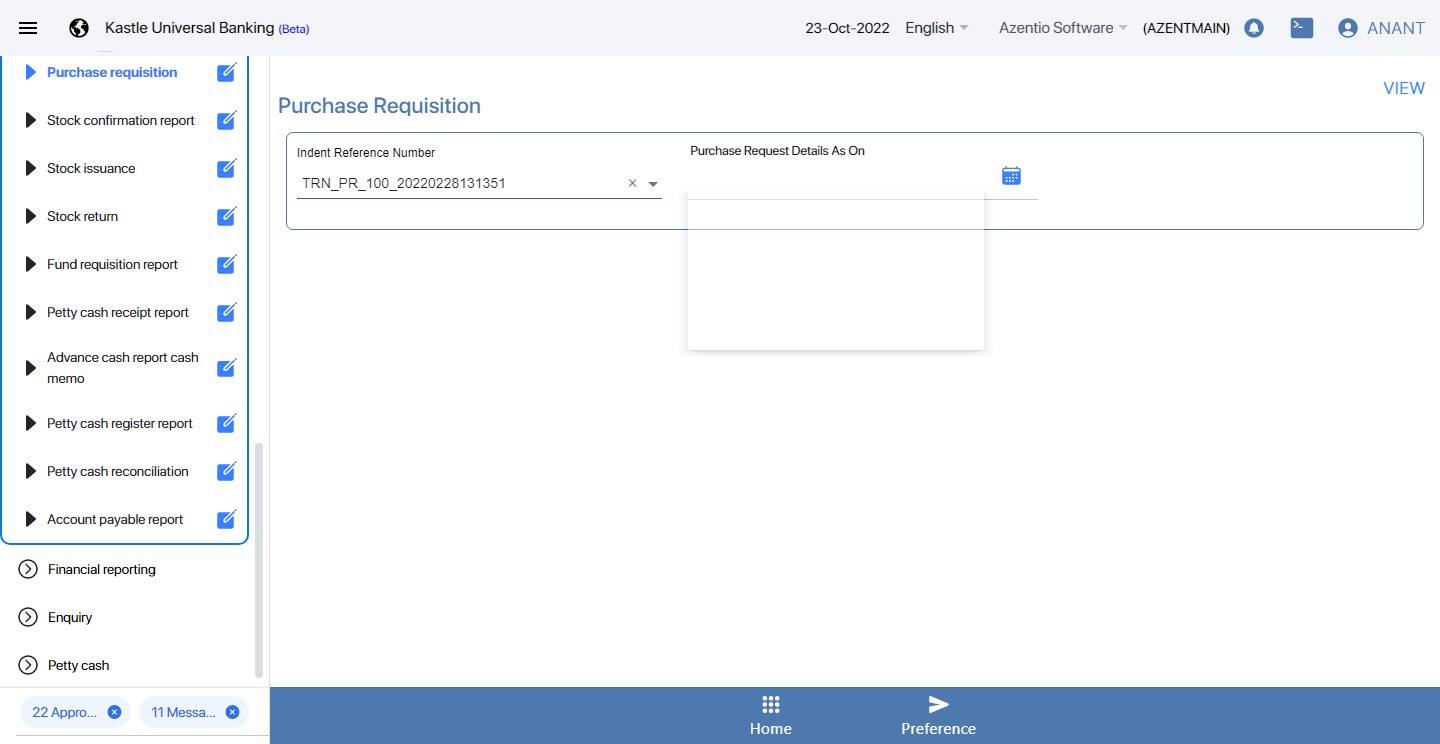 Kastle Universal Banking (Beta)
23-Oct-2022
English
Azentio Software
(AZENTMAIN)
ANANT
Purchase requisition
Stock confirmation report
Stock issuance
Stock return
Fund requisition report
Petty cash receipt report
Advance cash report cash
memo
Petty cash register report
Petty cash reconciliation
Account payable report
Financial reporting
Enquiry
Petty cash
22 Appro...
11 Messa...
VIEW
Purchase Requisition
Indent Reference Number
TRN_PR_100_20220228131351
Purchase Request Details As On
Home
Preference